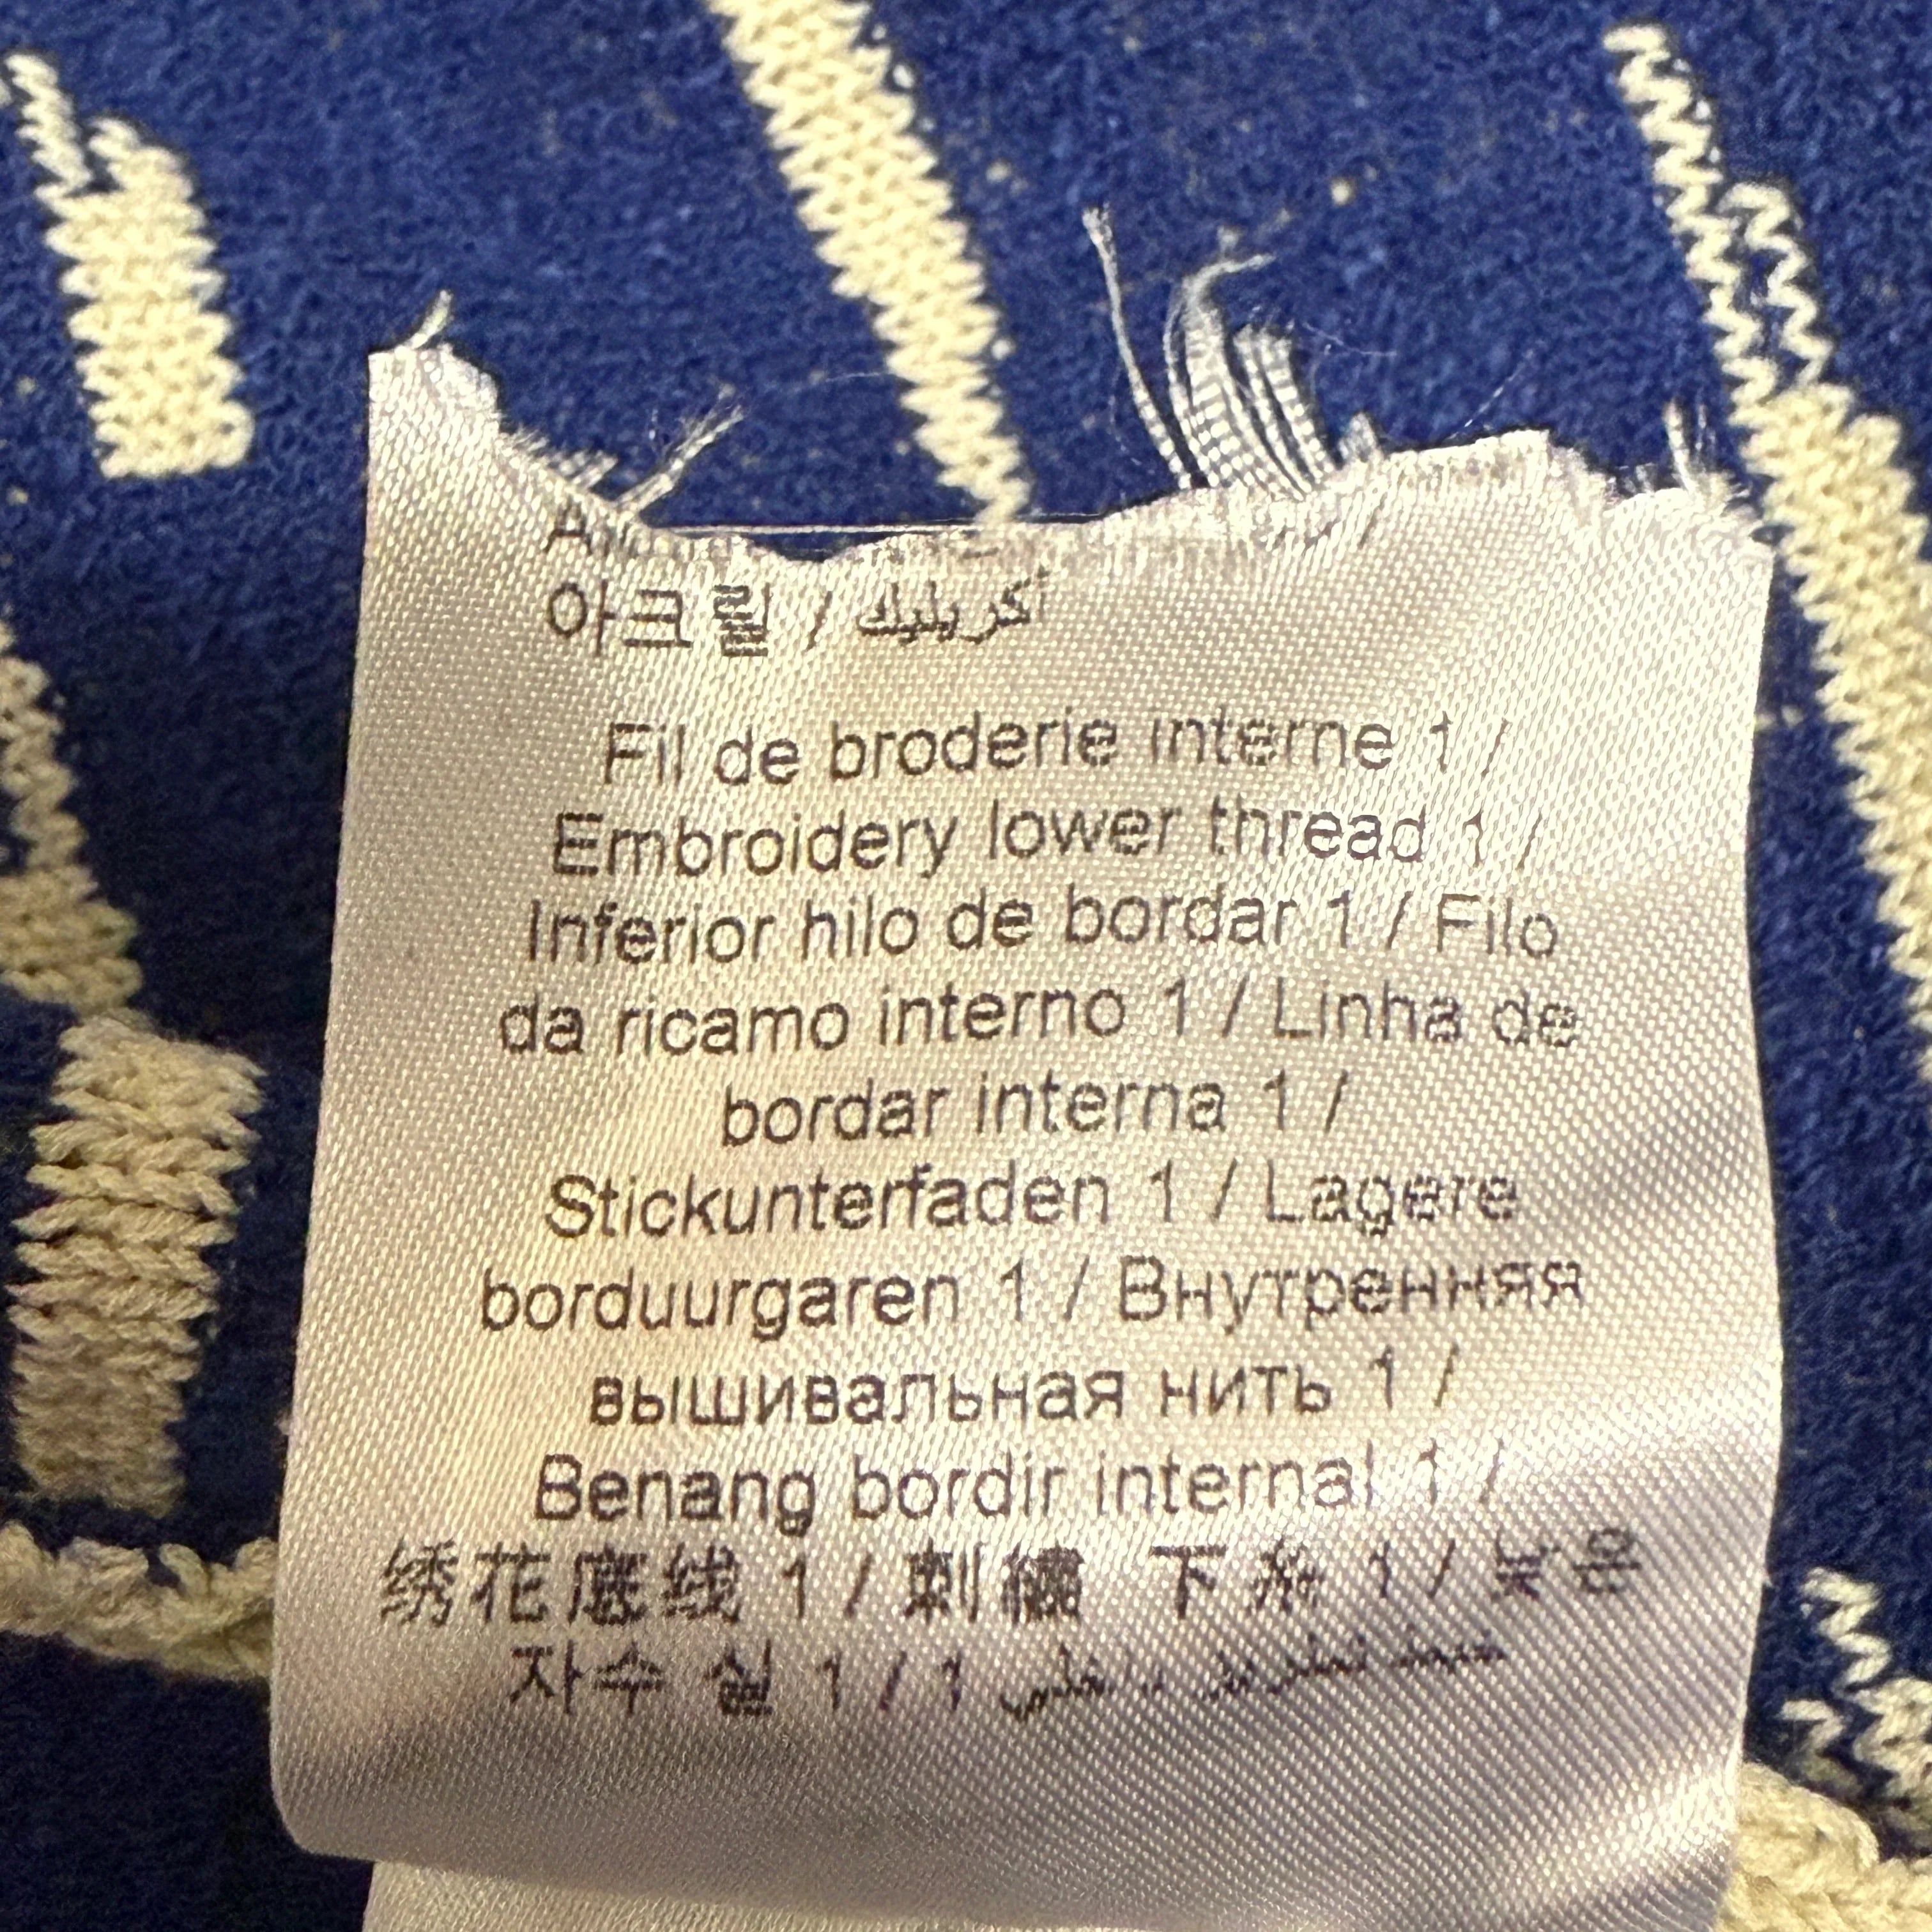 아크릴 / أكريليك
Fil de broderie interne 1 /
Embroidery lower thread 1 /
Inferior hilo de bordar 1 / Filo
da ricamo interno 1 / Linha de
bordar interna 1 /
Stickunterfaden 1 / Lagere
borduurgaren 1 / Внутренняя
вышивальная нить 1 /
Benang bordir internal 1 /
绣花底线 1 / 刺繍 下糸 1 / 낮은
자수 실 1 / 1